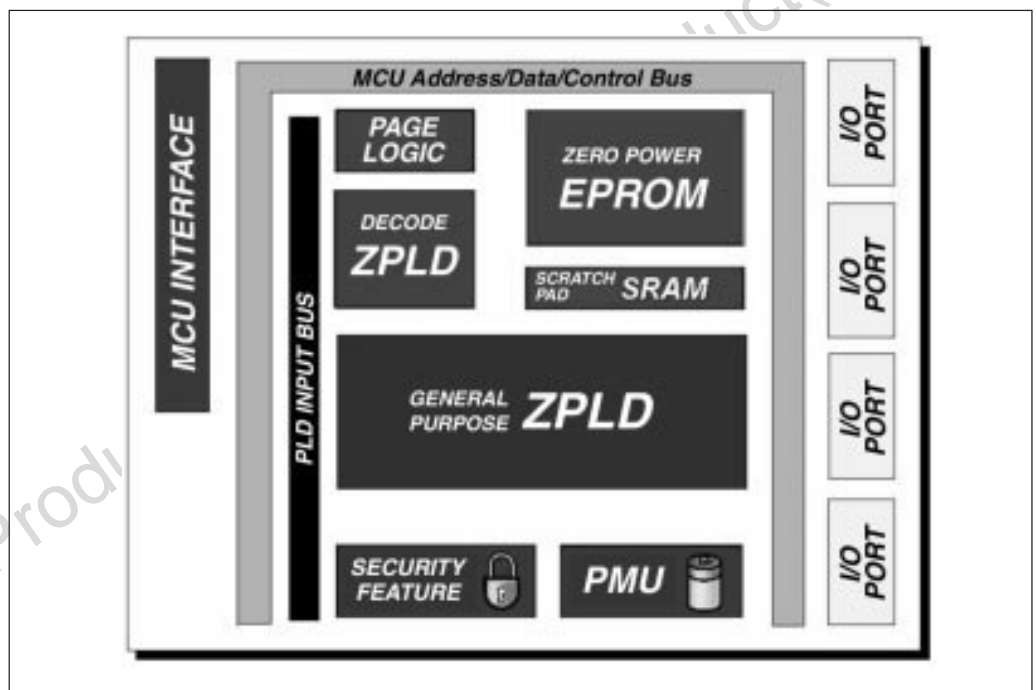 MCU Address/Data/Control Bus
MCU INTERFACE
PLD INPUT BUS
PAGE
LOGIC
DECODE
ZPLD
ZERO POWER
EPROM
SCRATCH
PAD
SRAM
GENERAL
PURPOSE
ZPLD
SECURITY
FEATURE
PMU
I/O
PORT
I/O
PORT
I/O
PORT
I/O
PORT